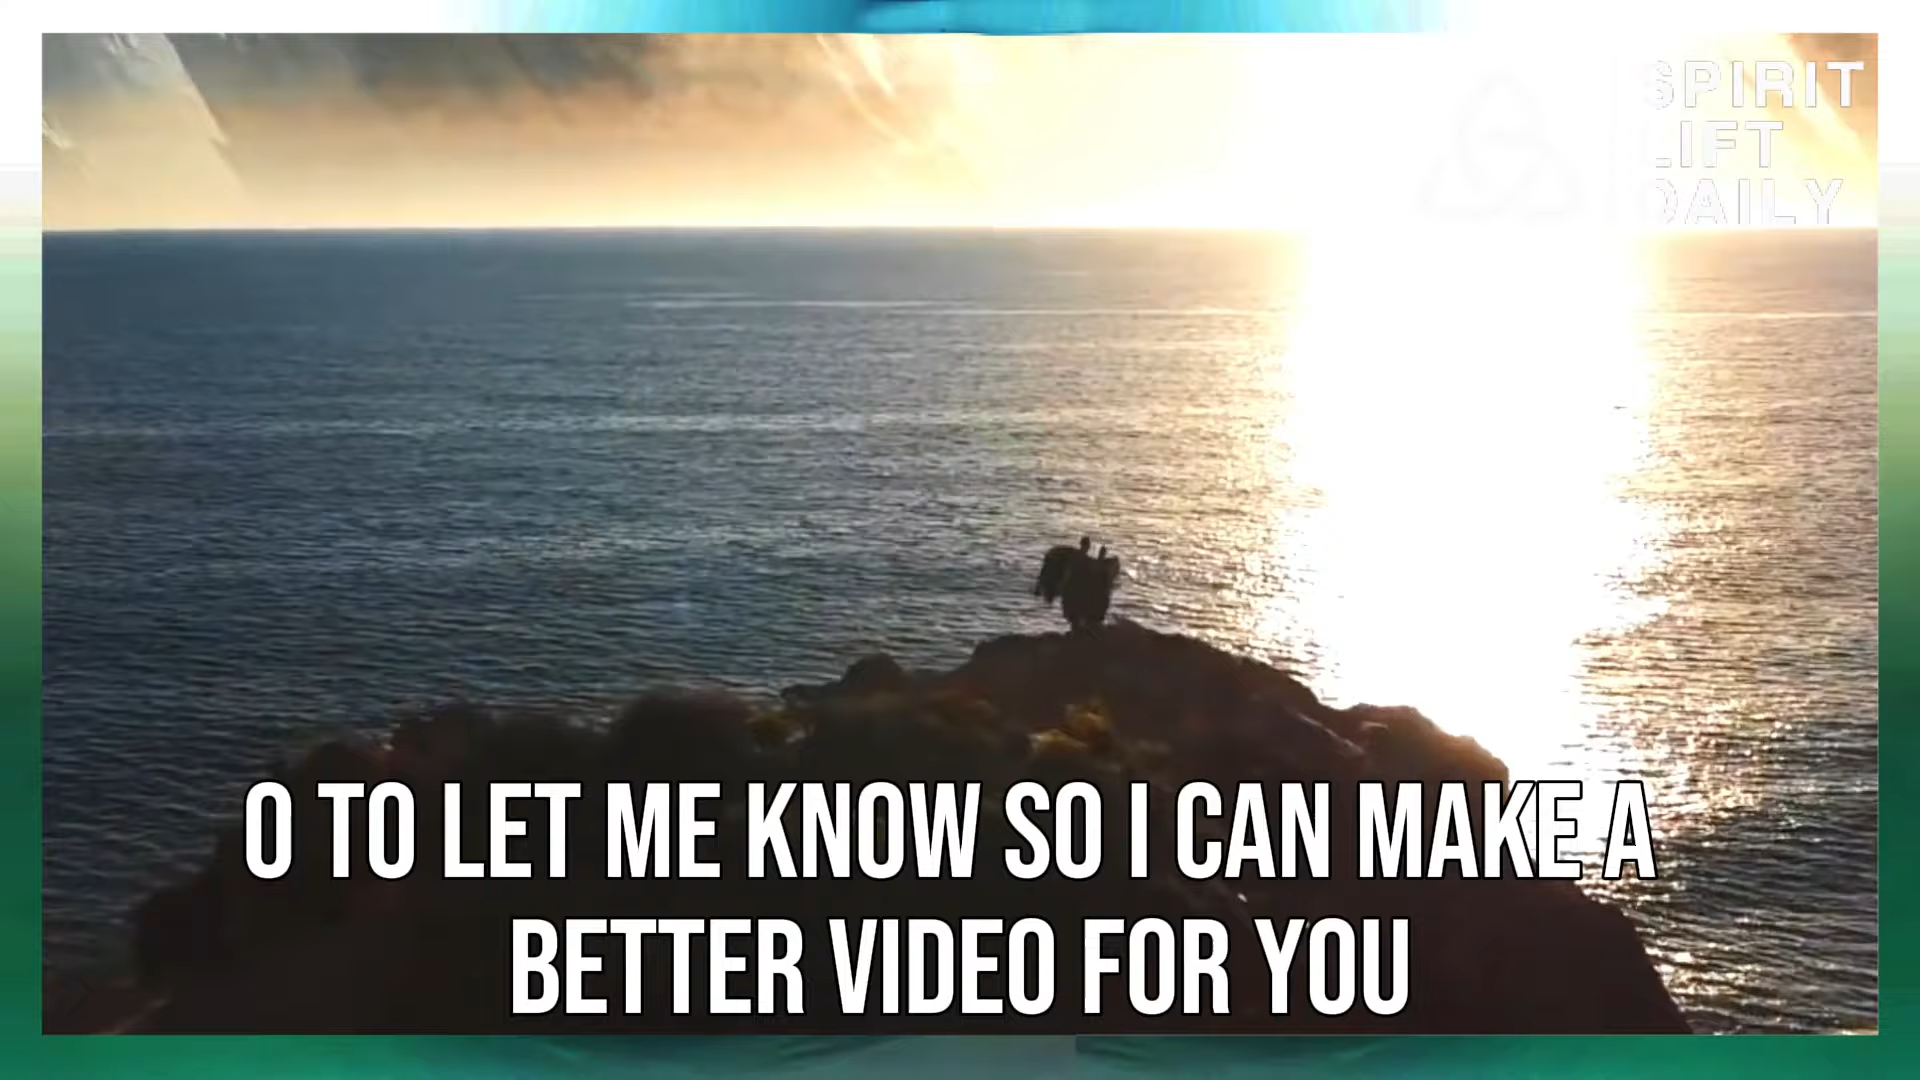 SPIRIT
LIFT
DAILY
O TO LET ME KNOW SO I CAN MAKE A
BETTER VIDEO FOR YOU